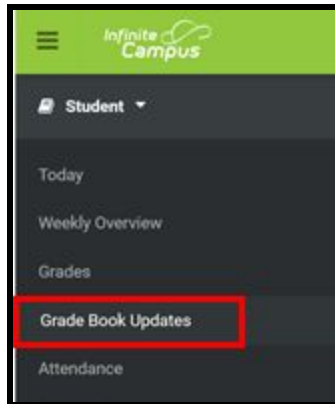 Infinite
Campus
Student
Today
Weekly Overview
Grades
Grade Book Updates
Attendance